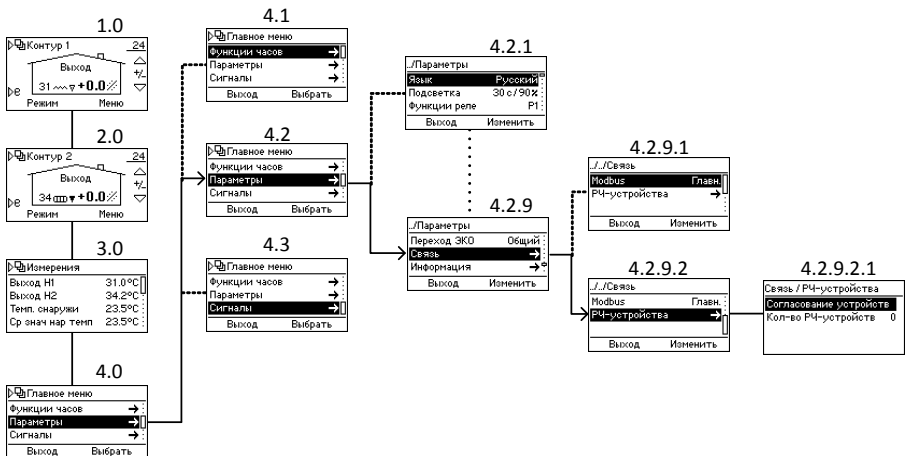 1.0
Контур 1 24
Выход
+/-
31 +0.0
Режим Меню
2.0
Контур 2 24
Выход
+/-
34 +0.0
Режим Меню
3.0
Измерения
Выход H1 31.0°C
Выход H2 34.2°C
Темп. снаружи 23.5°C
Ср знач нар темп 23.5°C
4.0
Главное меню
Функции часов →
Параметры →
Сигналы →
Выход Выбрать
4.1
Главное меню
Функции часов →
Параметры →
Сигналы →
Выход Выбрать
4.2
Главное меню
Функции часов →
Параметры →
Сигналы →
Выход Выбрать
4.3
Главное меню
Функции часов →
Параметры →
Сигналы →
Выход Выбрать
4.2.1
../Параметры
Язык Русский
Подсветка 30с/90%
Функции реле P1
Выход Изменить
4.2.9
../Параметры
Переход ЭКО Общий
Связь →
Информация →
Выход Изменить
4.2.9.1
./../Связь
Modbus Главн.
РЧ-устройства →
Выход Изменить
4.2.9.2
./../Связь
Modbus Главн.
РЧ-устройства →
Выход Изменить
4.2.9.2.1
Связь / РЧ-устройства
Согласование устройств
Кол-во РЧ-устройств 0